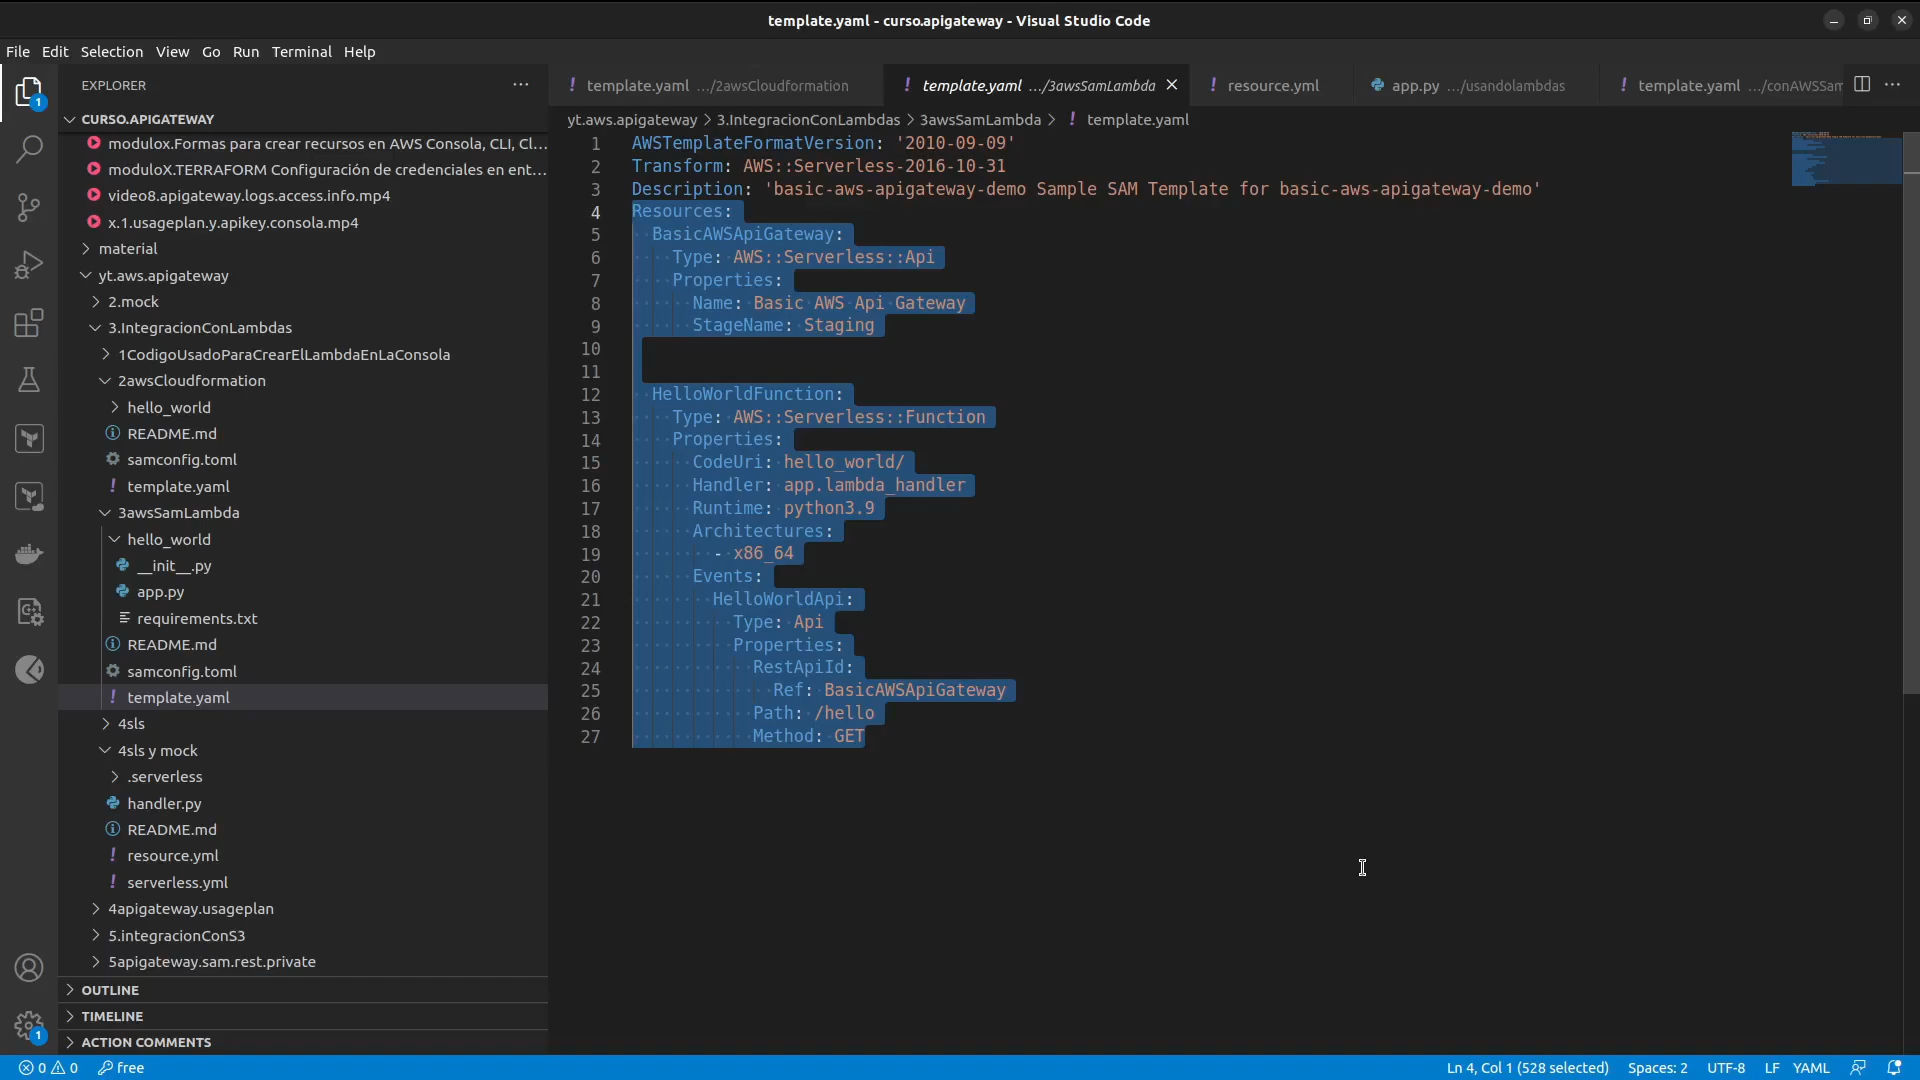 template.yaml - curso.apigateway - Visual Studio Code
File Edit Selection View Go Run Terminal Help
EXPLORER
CURSO.APIGATEWAY
modulox.Formas para crear recursos en AWS Consola, CLI, Cl...
moduloX.TERRAFORM Configuración de credenciales en ent...
video8.apigateway.logs.access.info.mp4
x.1.usageplan.y.apikey.consola.mp4
material
yt.aws.apigateway
2.mock
3.IntegracionConLambdas
1CodigoUsadoParaCrearElLambdaEnLaConsola
2awsCloudformation
hello_world
README.md
samconfig.toml
template.yaml
3awsSamLambda
hello_world
__init__.py
app.py
requirements.txt
README.md
samconfig.toml
template.yaml
4sls
4sls y mock
.serverless
handler.py
README.md
resource.yml
serverless.yml
4apigateway.usageplan
5.integracionConS3
5apigateway.sam.rest.private
OUTLINE
TIMELINE
ACTION COMMENTS
1
1
template.yaml .../2awsCloudformation
template.yaml .../3awsSamLambda
resource.yml
app.py .../usandolambdas
template.yaml .../conAWSSam
yt.aws.apigateway > 3.IntegracionConLambdas > 3awsSamLambda > ! template.yaml
1 AWSTemplateFormatVersion: '2010-09-09'
2 Transform: AWS::Serverless-2016-10-31
3 Description: 'basic-aws-apigateway-demo Sample SAM Template for basic-aws-apigateway-demo'
4 Resources:
5 BasicAWSApiGateway:
6 Type: AWS::Serverless::Api
7 Properties:
8 Name: Basic AWS Api Gateway
9 StageName: Staging
10
11
12 HelloWorldFunction:
13 Type: AWS::Serverless::Function
14 Properties:
15 CodeUri: hello_world/
16 Handler: app.lambda_handler
17 Runtime: python3.9
18 Architectures:
19 - x86_64
20 Events:
21 HelloWorldApi:
22 Type: Api
23 Properties:
24 RestApiId:
25 Ref: BasicAWSApiGateway
26 Path: /hello
27 Method: GET
0 0 free
Ln 4, Col 1 (528 selected) Spaces: 2 UTF-8 LF YAML